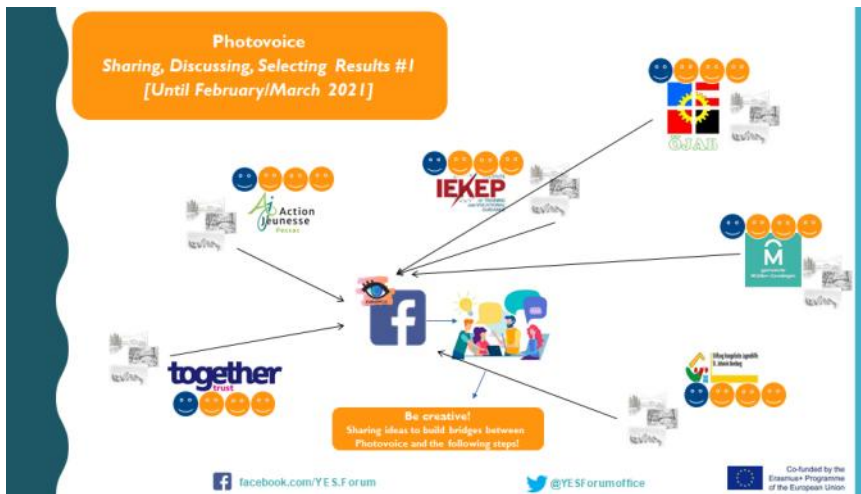 Photovoice
Sharing, Discussing, Selecting Results #1
[Until February/March 2021]
ÖJAB
IEKEP
Action
Jeunesse
Pessac
M
together
trust
Be creative!
Sharing ideas to build bridges between
Photovoice and the following steps!
facebook.com/YES.Forum
@YESForumoffice
Co-funded by the
Erasmus+ Programme
of the European Union